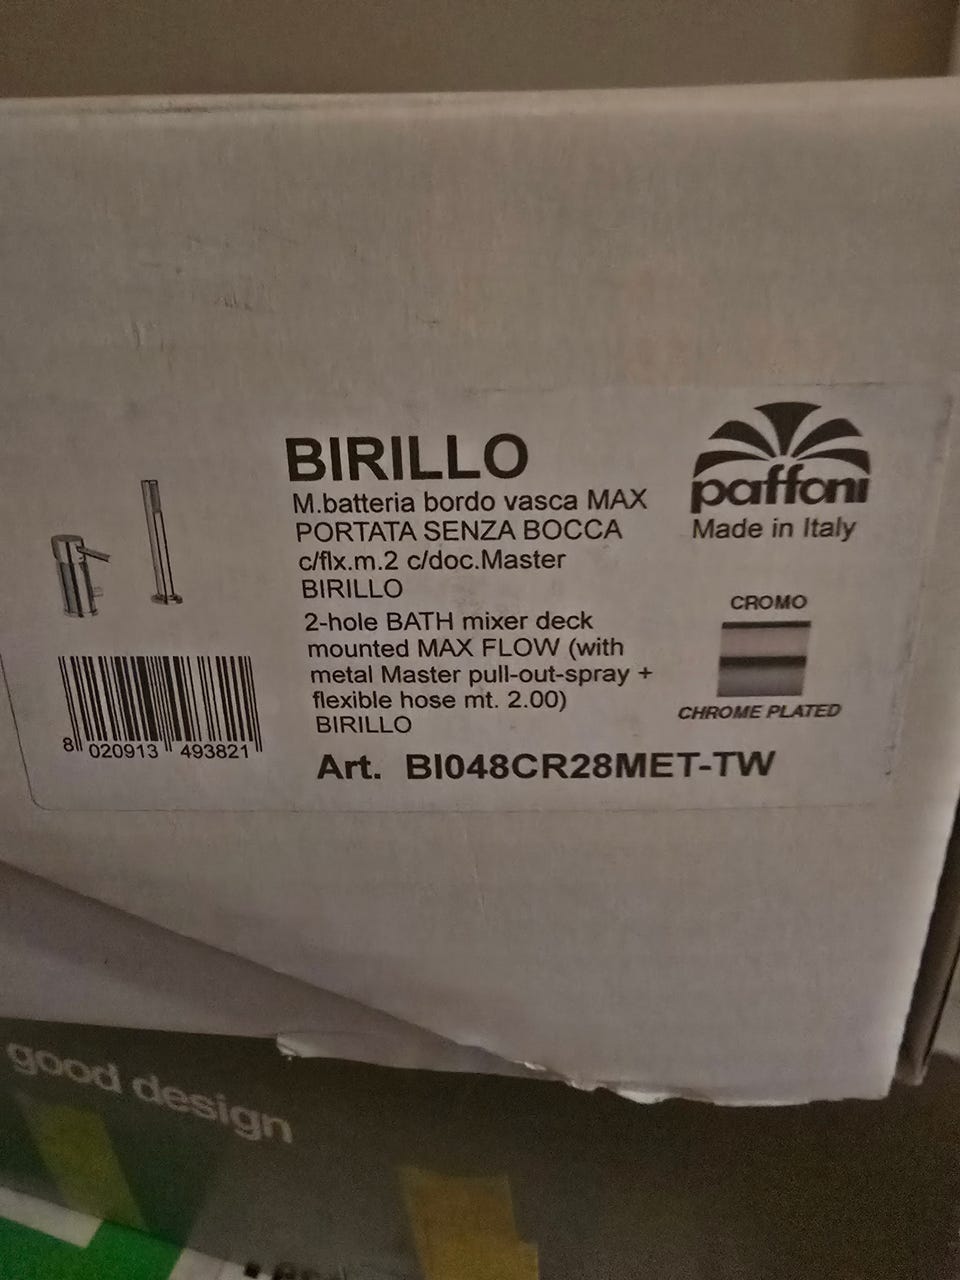 BIRILLO
M.batteria bordo vasca MAX
PORTATA SENZA BOCCA
c/flx.m.2 c/doc.Master
BIRILLO
2-hole BATH mixer deck
mounted MAX FLOW (with
metal Master pull-out-spray +
flexible hose mt. 2.00)
BIRILLO
Art. BI048CR28MET-TW
paffoni
Made in Italy
CROMO
CHROME PLATED
8 020913 493821
good design